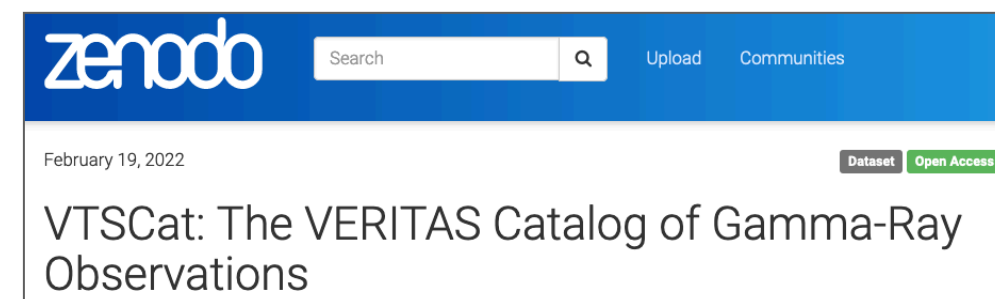 zenodo
Search
Upload
Communities
February 19, 2022
Dataset
Open Access
VTSCat: The VERITAS Catalog of Gamma-Ray
Observations